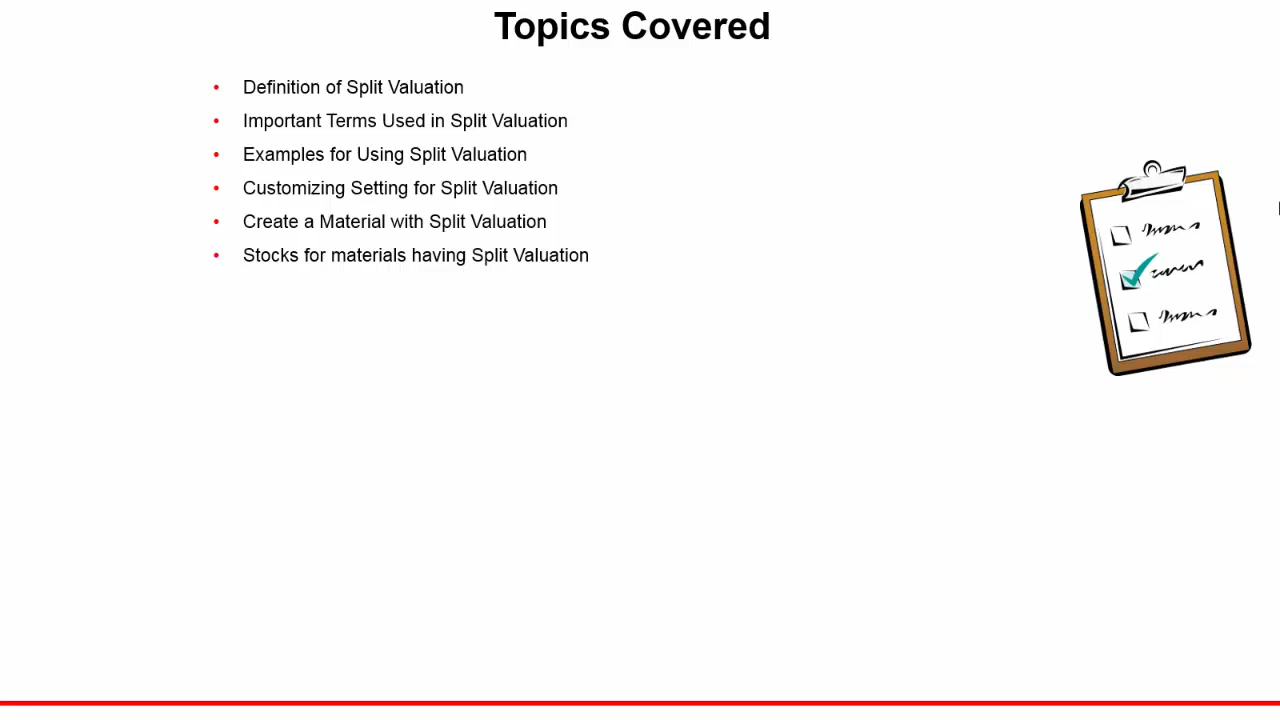 Topics Covered
• Definition of Split Valuation
• Important Terms Used in Split Valuation
• Examples for Using Split Valuation
• Customizing Setting for Split Valuation
• Create a Material with Split Valuation
• Stocks for materials having Split Valuation